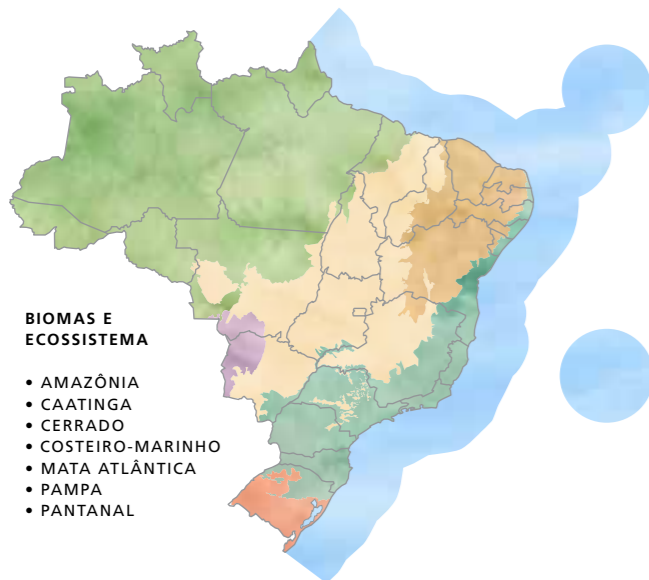 BIOMAS E
ECOSSISTEMA
• AMAZÔNIA
• CAATINGA
• CERRADO
• COSTEIRO-MARINHO
• MATA ATLÂNTICA
• PAMPA
• PANTANAL